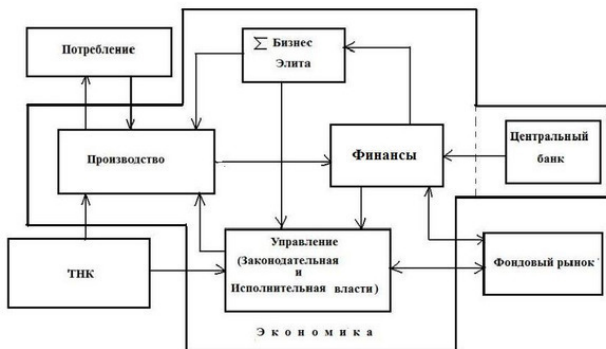 Потребление
∑ Бизнес
Элита
Производство
Финансы
Центральный
банк
ТНК
Управление
(Законодательная
и
Исполнительная власти)
Фондовый рынок
Экономика